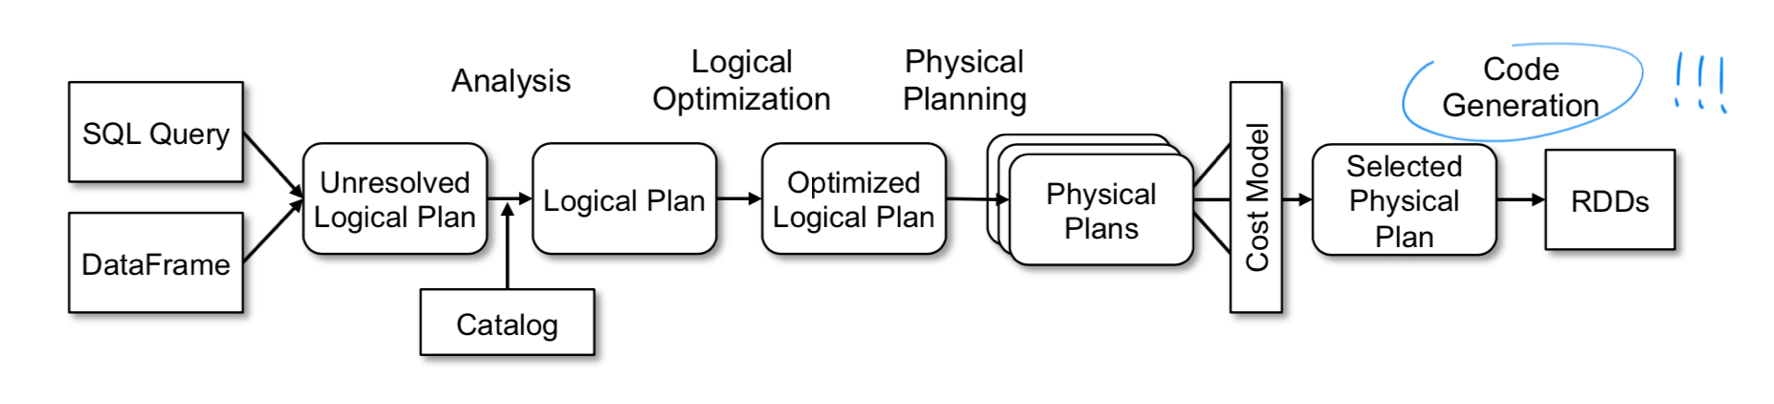 Analysis
Logical
Optimization
Physical
Planning
Code
Generation
!!!
SQL Query
DataFrame
Unresolved
Logical Plan
Catalog
Logical Plan
Optimized
Logical Plan
Physical
Plans
Cost Model
Selected
Physical
Plan
RDDs